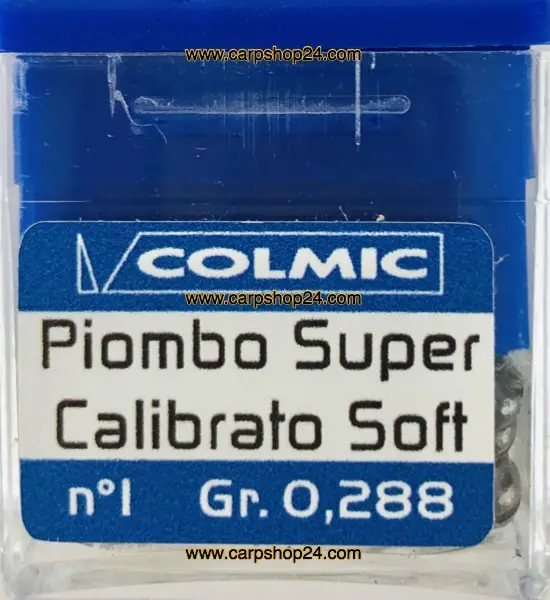 www.carpshop24.com
COLMIC
www.carpshop24.com
Piombo Super
Calibrato Soft
n°1 Gr. 0,288
www.carpshop24.com